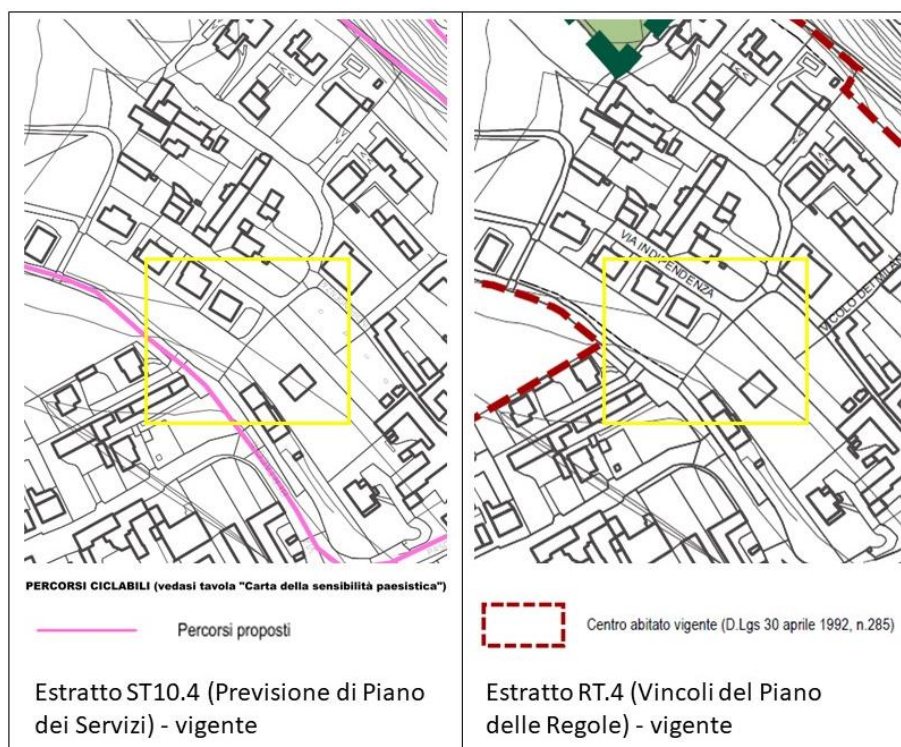 PERCORSI CICLABILI (vedasi tavola "Carta della sensibilità paesistica")
Percorsi proposti
Estratto ST10.4 (Previsione di Piano
dei Servizi) - vigente
VIA INDIPENDENZA
VICOLO DEI MILAN
Centro abitato vigente (D.Lgs 30 aprile 1992, n.285)
Estratto RT.4 (Vincoli del Piano
delle Regole) - vigente